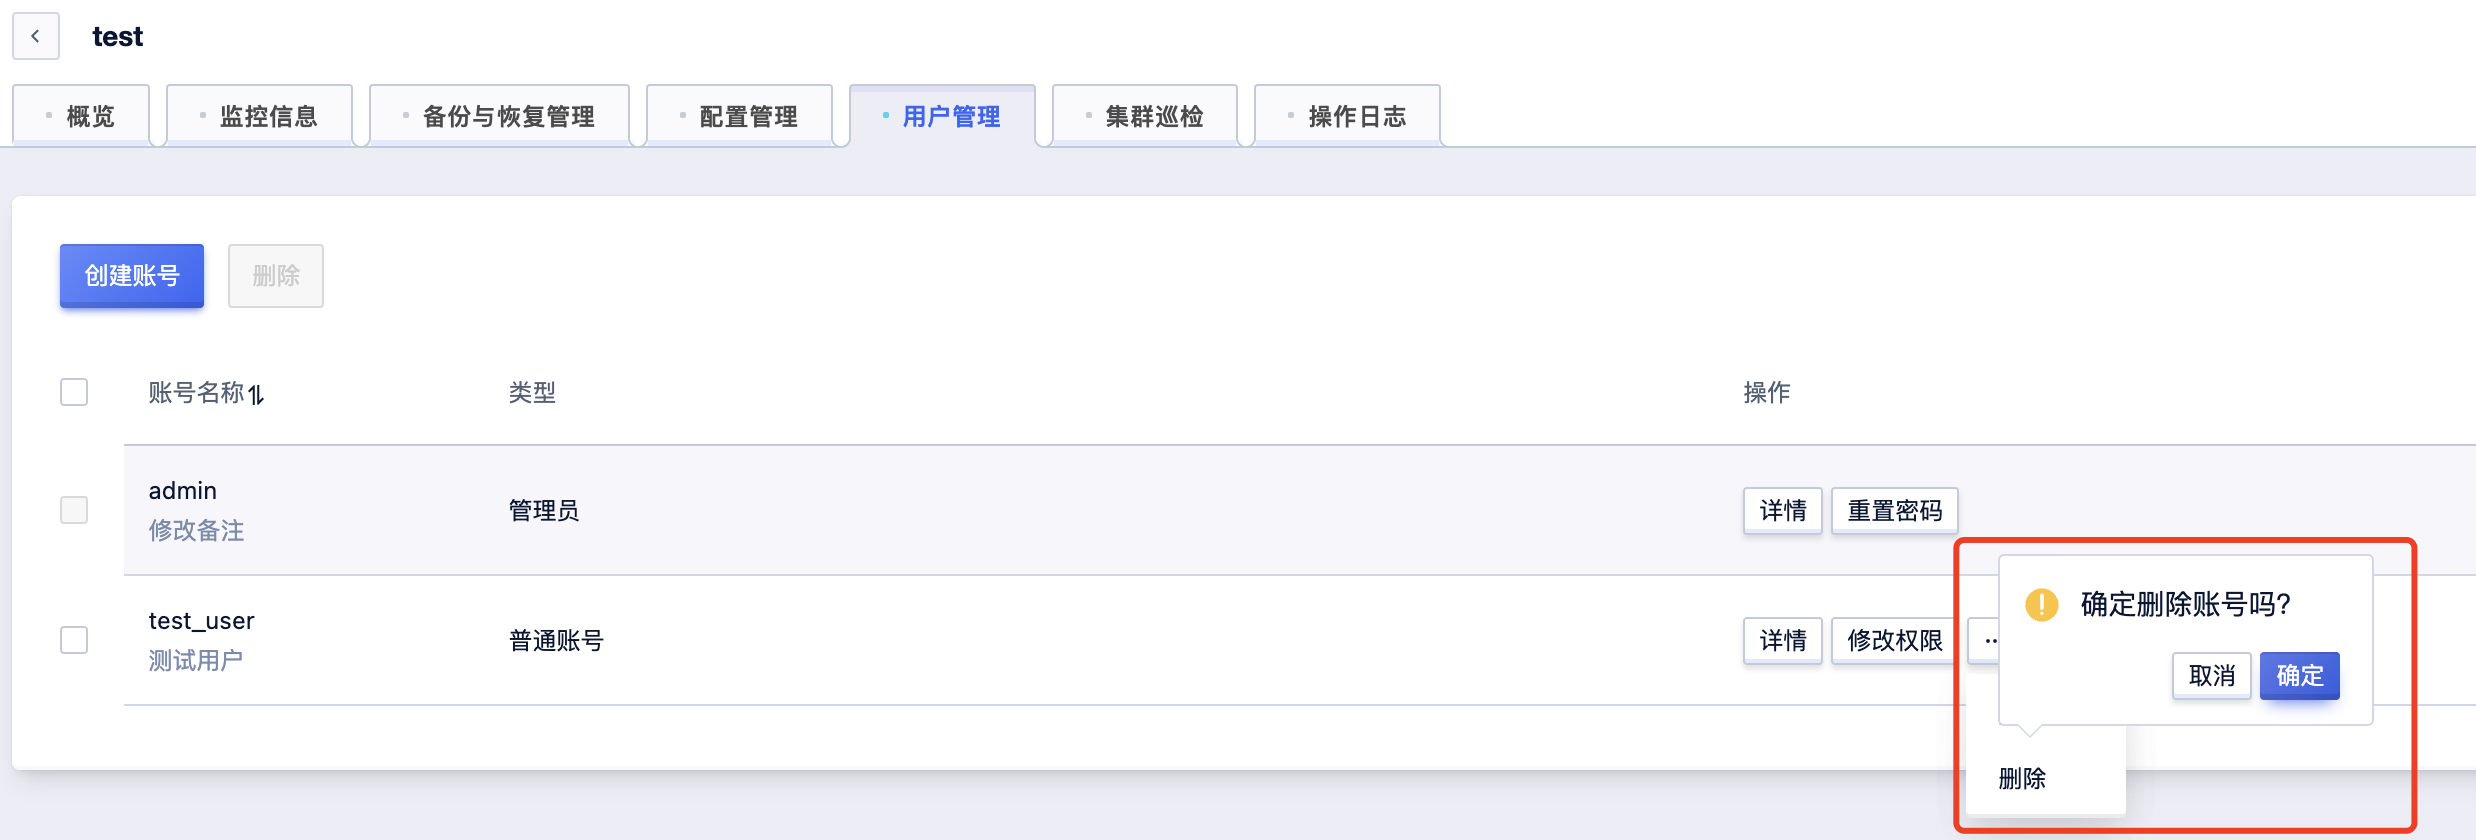 test
概览
监控信息
备份与恢复管理
配置管理
用户管理
集群巡检
操作日志
创建账号
删除
账号名称
类型
操作
admin
修改备注
管理员
详情
重置密码
test_user
测试用户
普通账号
详情
修改权限
确定删除账号吗?
取消
确定
删除